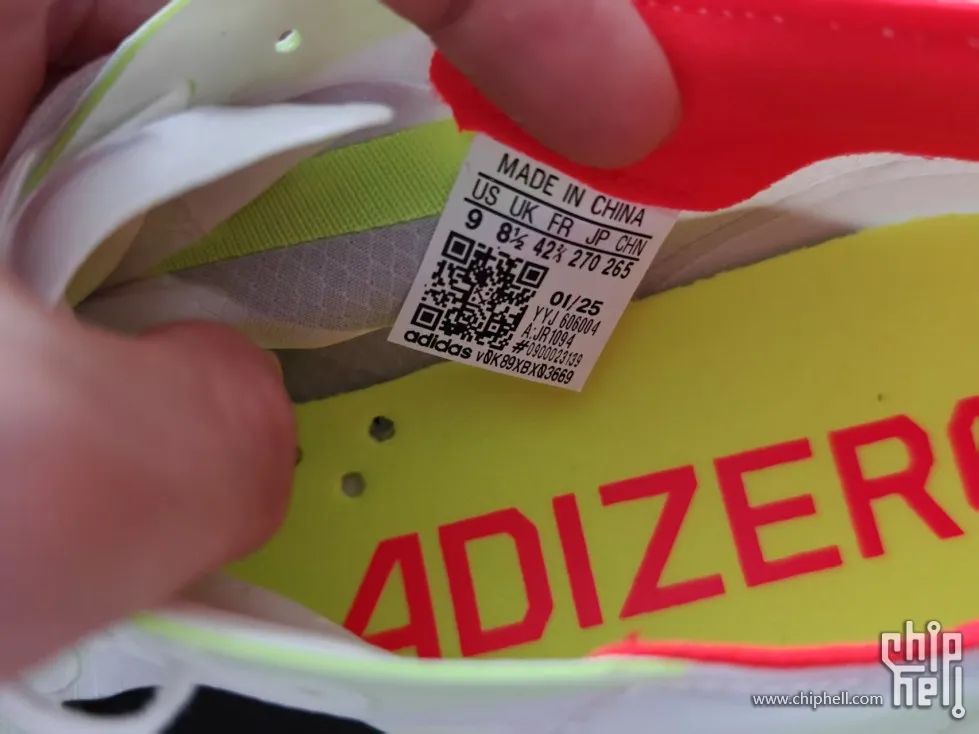 MADE IN CHINA
US UK FR JP CHN
9 8½ 42⅔ 270 265
01/25
YYJ 606004
A:JR1094
#0900023139
adidas v0K89XBX03669
ADIZERO
www.chiphell.com
chip hell